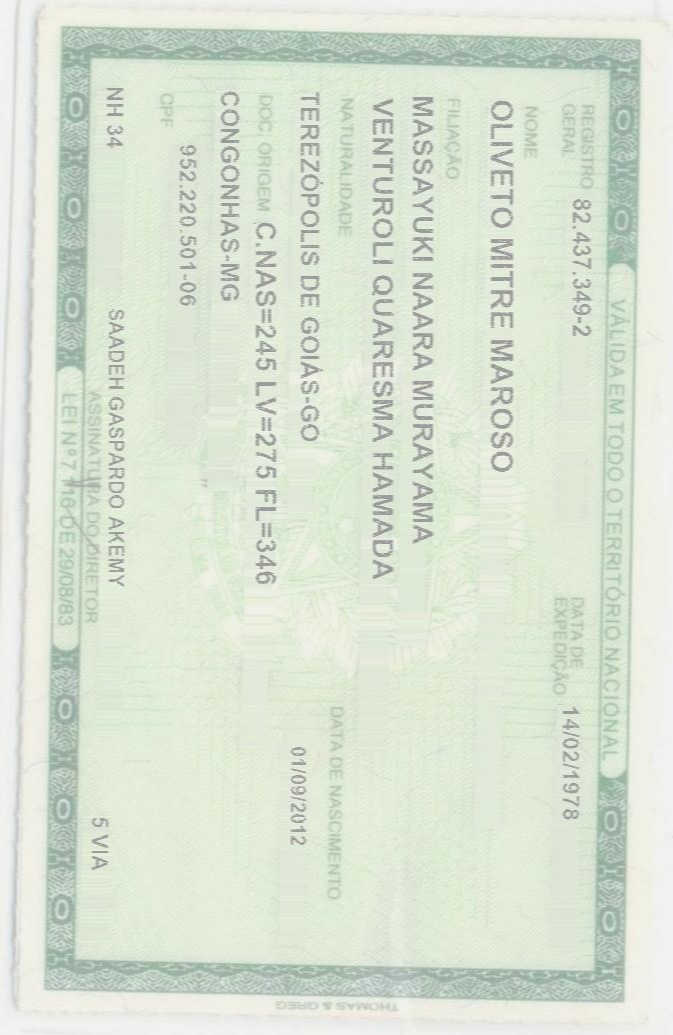 VÁLIDA EM TODO O TERRITÓRIO NACIONAL
REGISTRO GERAL 82.437.349-2 DATA DE EXPEDIÇÃO 14/02/1978
NOME
OLIVETO MITRE MAROSO
FILIAÇÃO
MASSAYUKI NAARA MURAYAMA
VENTUROLI QUARESMA HAMADA
NATURALIDADE DATA DE NASCIMENTO
TEREZÓPOLIS DE GOIÁS-GO 01/09/2012
DOC. ORIGEM C.NAS=245 LV=275 FL=346
CONGONHAS-MG
CPF 952.220.501-06
NH 34 SAADEH GASPARDO AKEMY 5 VIA
ASSINATURA DO DIRETOR
LEI Nº 7.116 DE 29/08/83
THOMAS & GREG